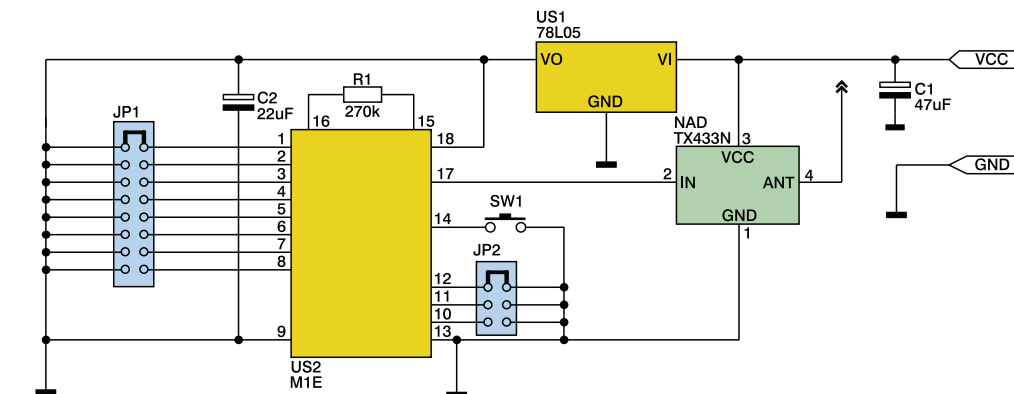 US1
78L05
VO
VI
GND
VCC
C1
47uF
GND
C2
22uF
R1
270k
16
15
JP1
1
2
3
4
5
6
7
8
9
18
17
14
12
11
10
13
SW1
JP2
US2
M1E
NAD
TX433N
3
VCC
2
IN
ANT
4
GND
1